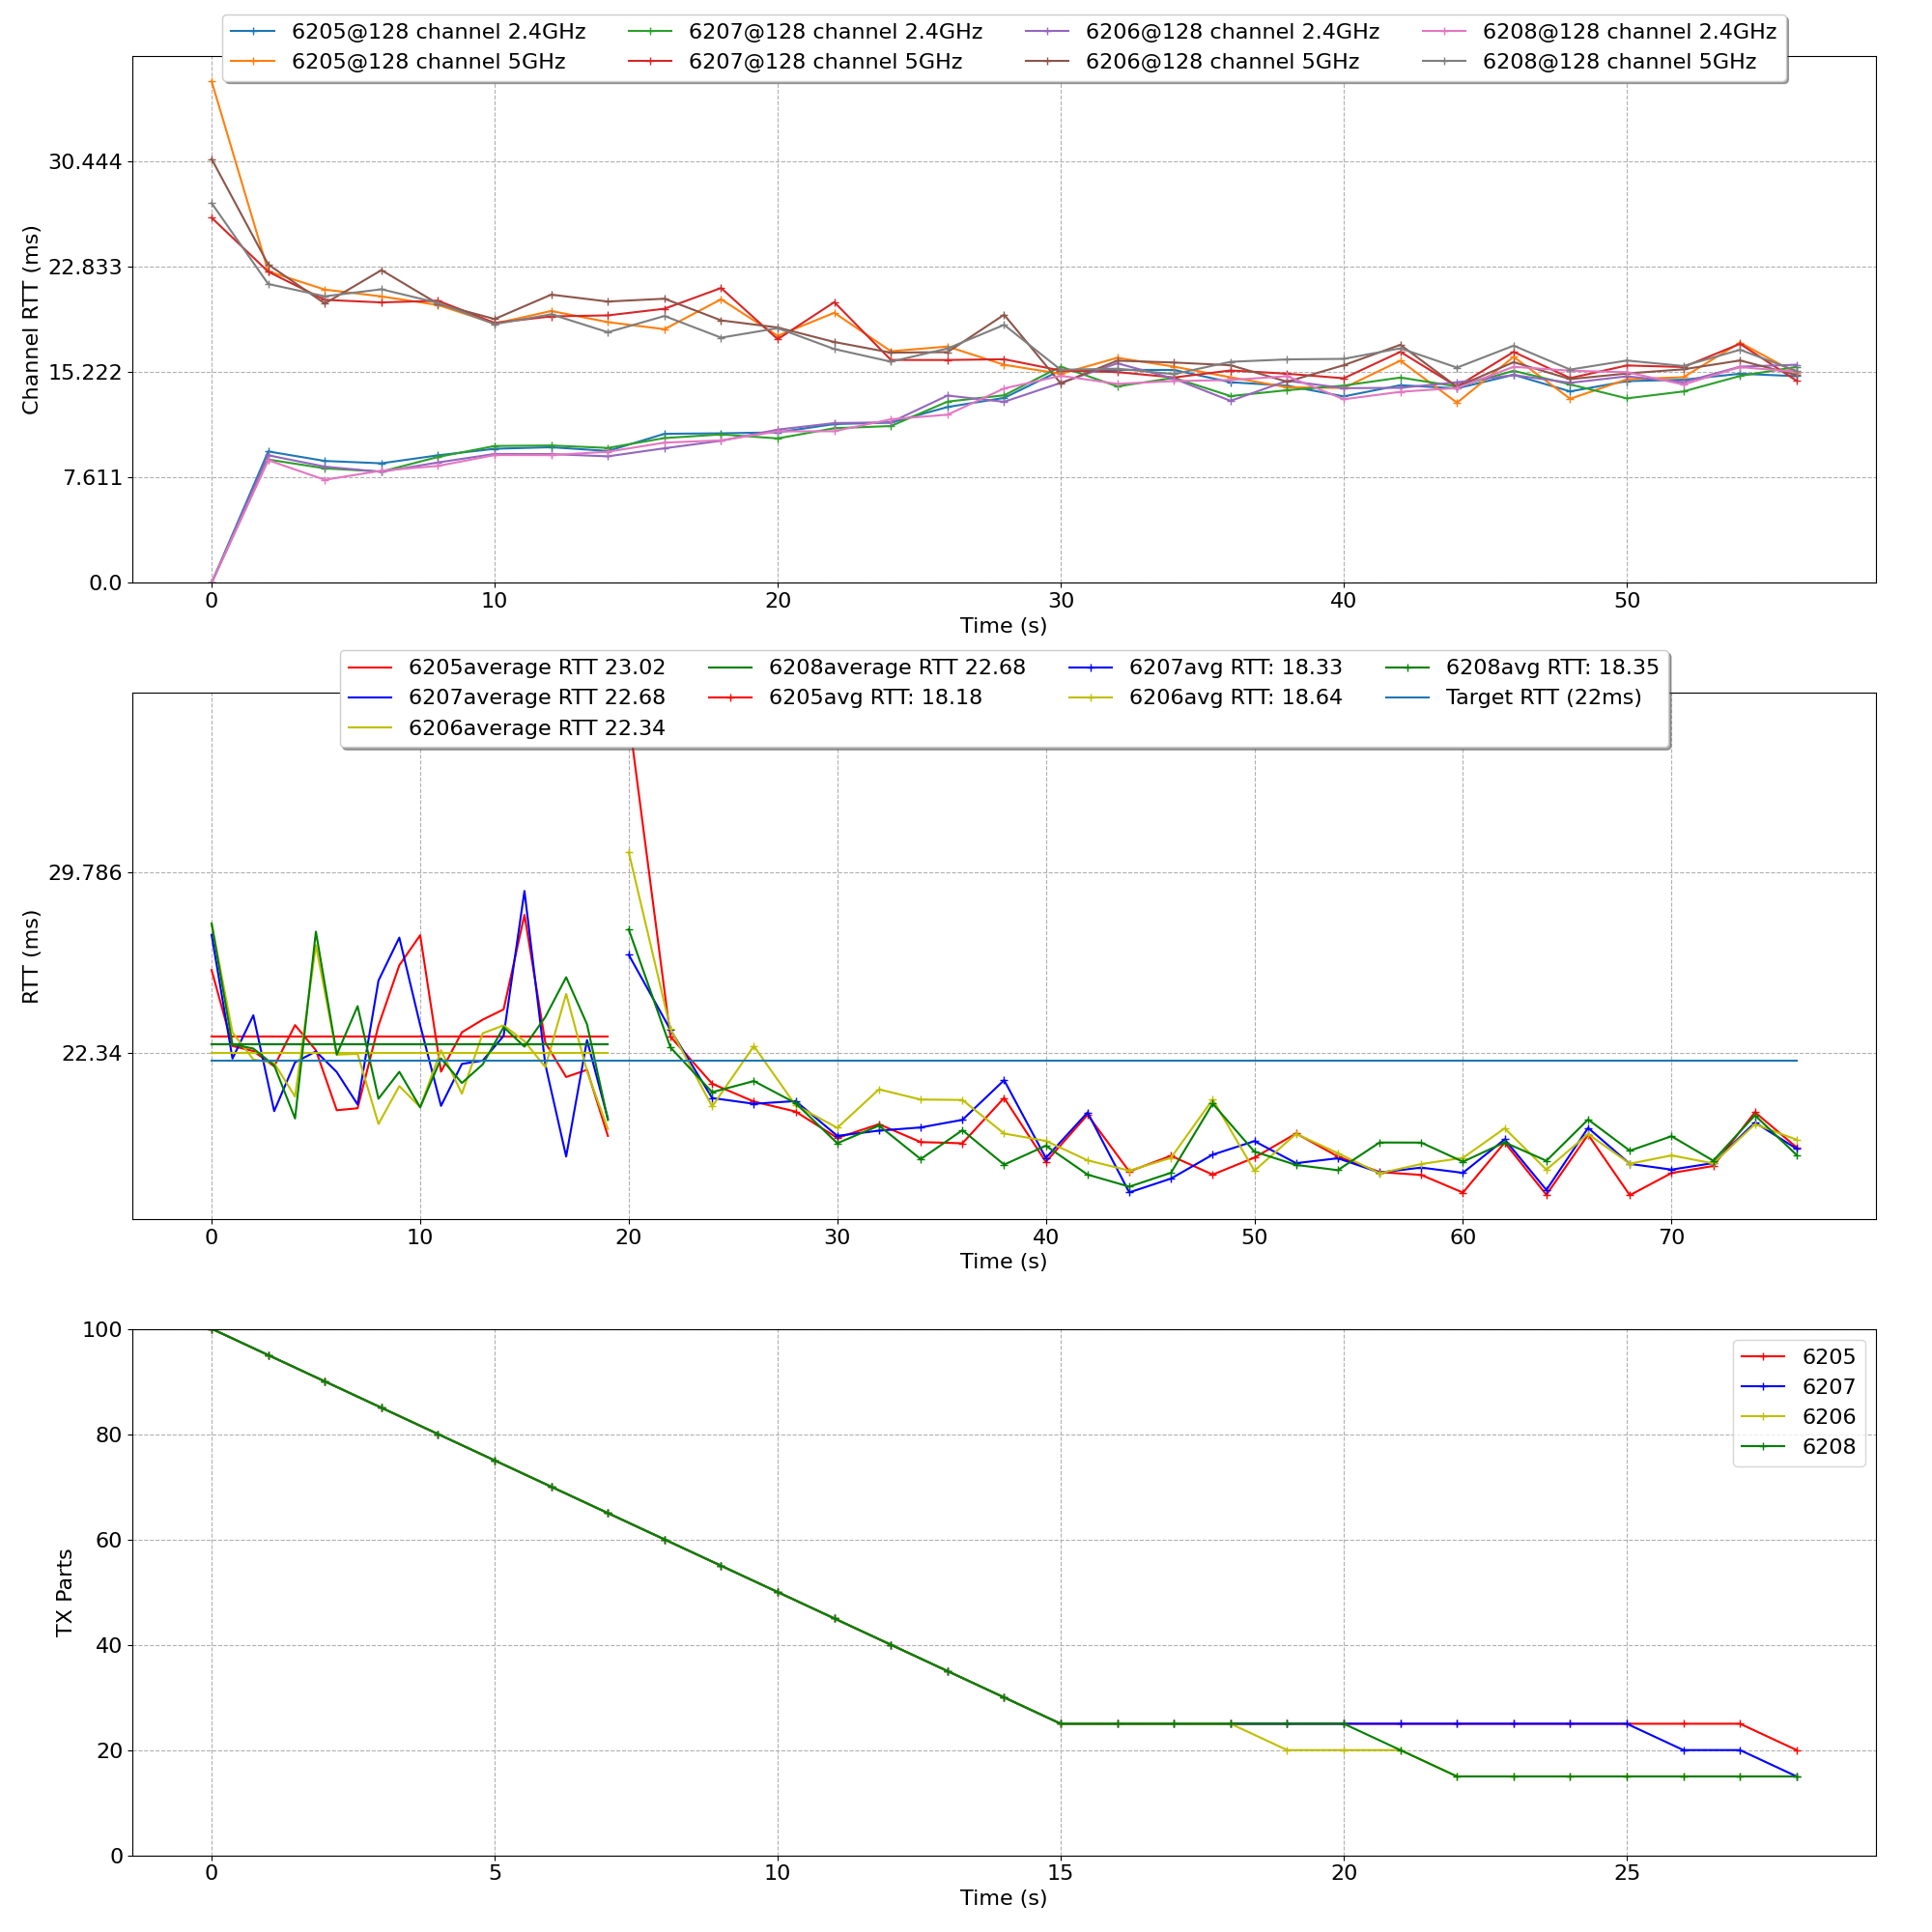 6205@128 channel 2.4GHz 6207@128 channel 2.4GHz 6206@128 channel 2.4GHz 6208@128 channel 2.4GHz
6205@128 channel 5GHz 6207@128 channel 5GHz 6206@128 channel 5GHz 6208@128 channel 5GHz
Channel RTT (ms)
30.444
22.833
15.222
7.611
0.0
0 10 20 30 40 50
Time (s)
6205average RTT 23.02 6208average RTT 22.68 6207avg RTT: 18.33 6208avg RTT: 18.35
6207average RTT 22.68 6205avg RTT: 18.18 6206avg RTT: 18.64 Target RTT (22ms)
6206average RTT 22.34
RTT (ms)
29.786
22.34
0 10 20 30 40 50 60 70
Time (s)
TX Parts
100
80
60
40
20
0
6205
6207
6206
6208
0 5 10 15 20 25
Time (s)